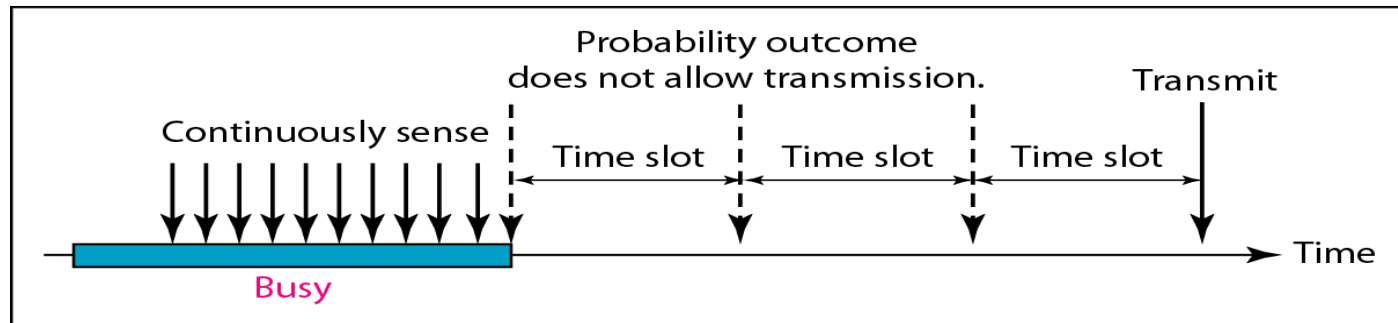 Probability outcome
does not allow transmission.
Transmit
Continuously sense
Time slot
Time slot
Time slot
Time
Busy